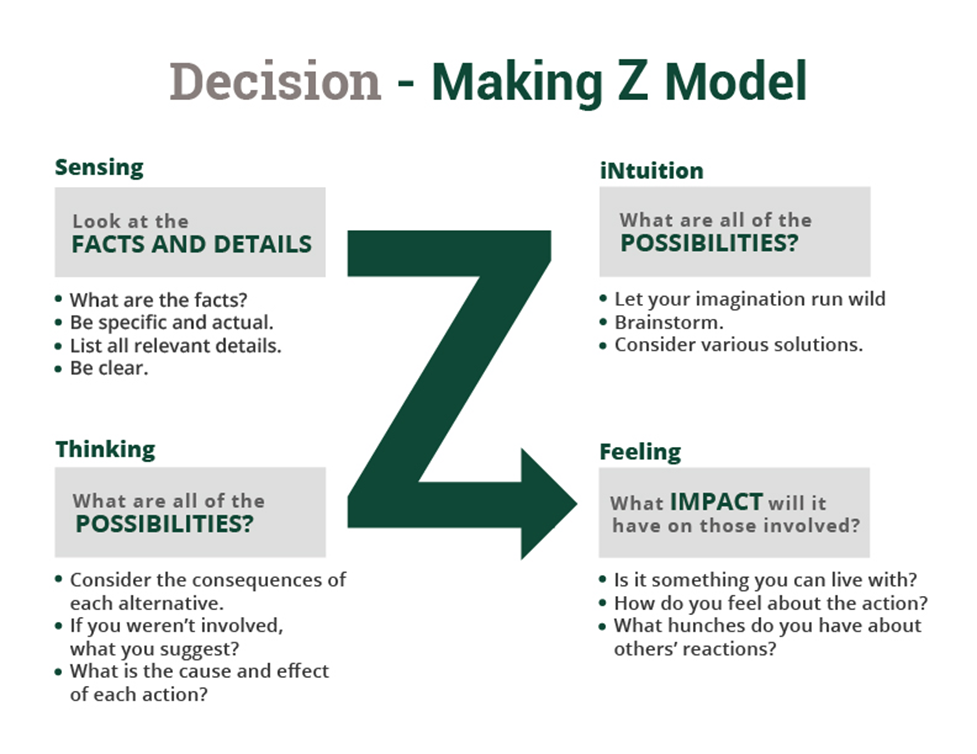 Decision - Making Z Model
Sensing
Look at the
FACTS AND DETAILS
• What are the facts?
• Be specific and actual.
• List all relevant details.
• Be clear.
iNtuition
What are all of the
POSSIBILITIES?
• Let your imagination run wild
• Brainstorm.
• Consider various solutions.
Z
Thinking
What are all of the
POSSIBILITIES?
• Consider the consequences of
each alternative.
• If you weren't involved,
what you suggest?
• What is the cause and effect
of each action?
Feeling
What IMPACT will it
have on those involved?
• Is it something you can live with?
• How do you feel about the action?
• What hunches do you have about
others' reactions?